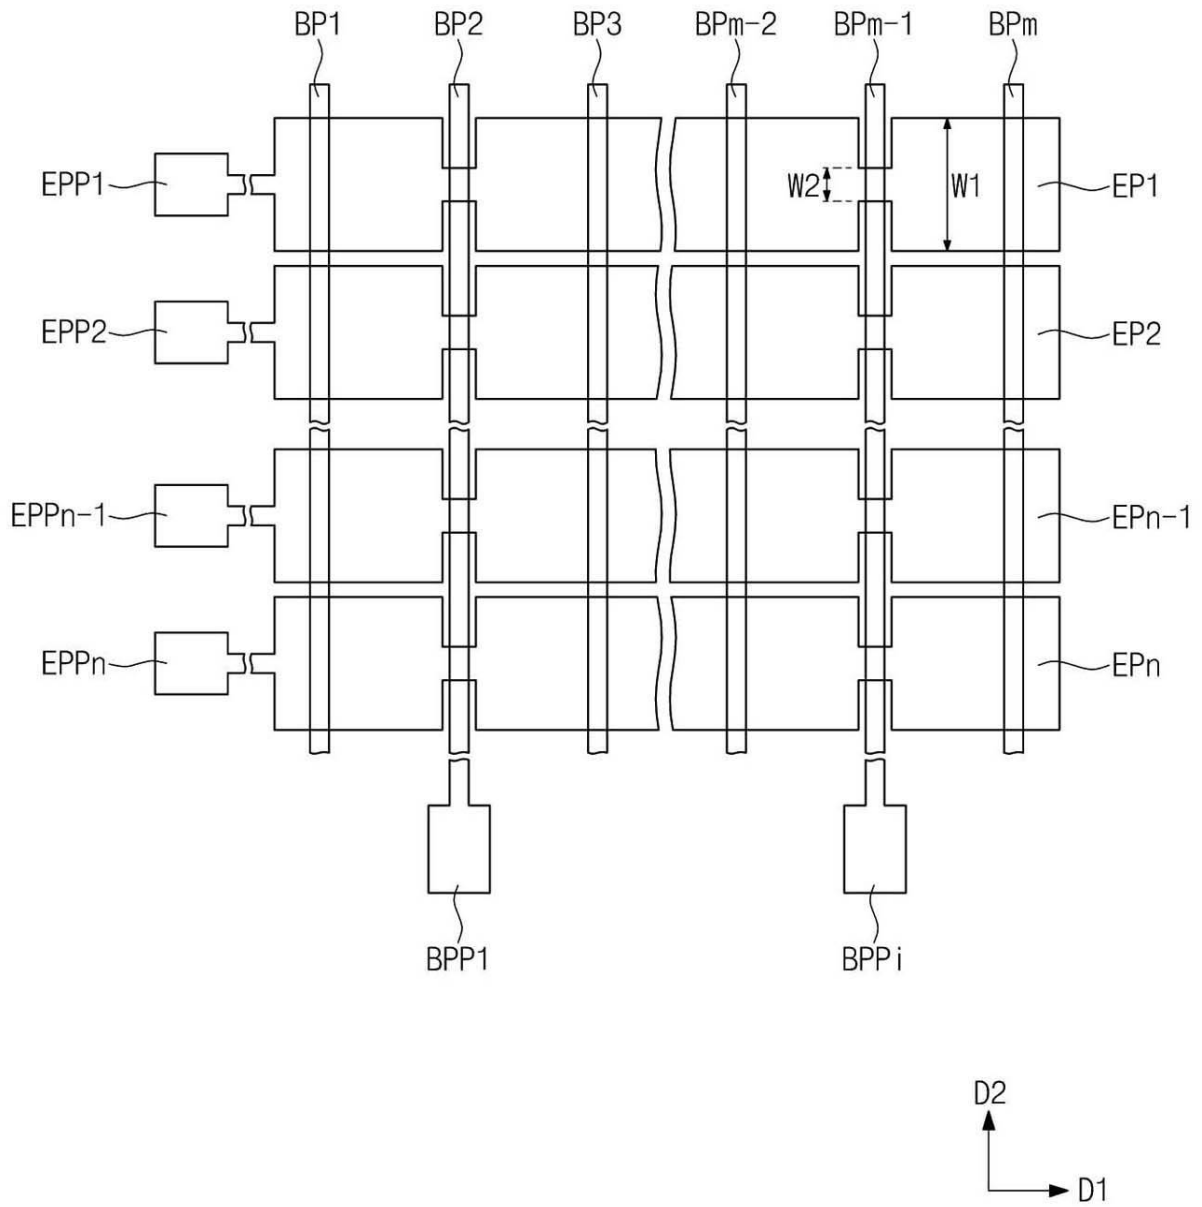 BP1 BP2 BP3 BPm-2 BPm-1 BPm
EPP1 W2 W1 EP1
EPP2 EP2
EPPn-1 EPn-1
EPPn EPn
BPP1 BPPi
D2
D1